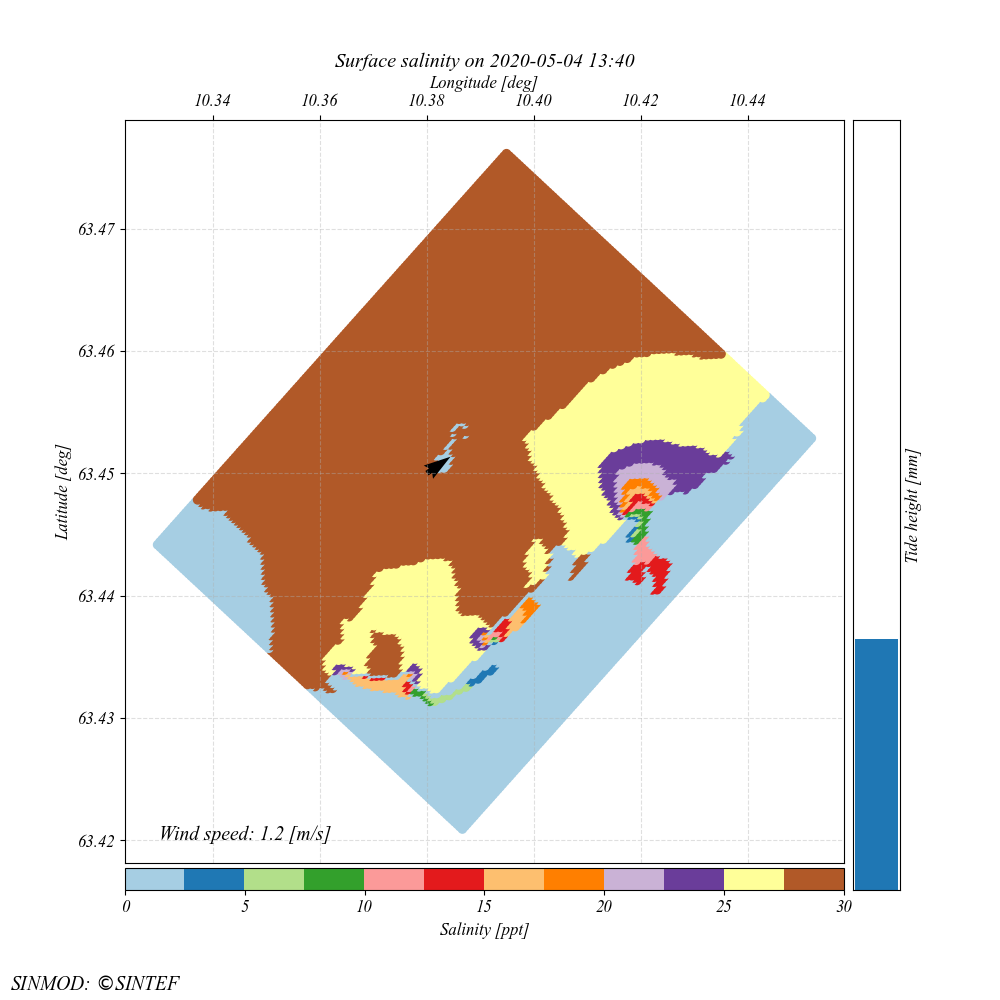 Surface salinity on 2020-05-04 13:40
Longitude [deg]
10.34 10.36 10.38 10.40 10.42 10.44
63.47
63.46
63.45
63.44
63.43
63.42
Latitude [deg]
Tide height [mm]
Wind speed: 1.2 [m/s]
0 5 10 15 20 25 30
Salinity [ppt]
SINMOD: ©SINTEF